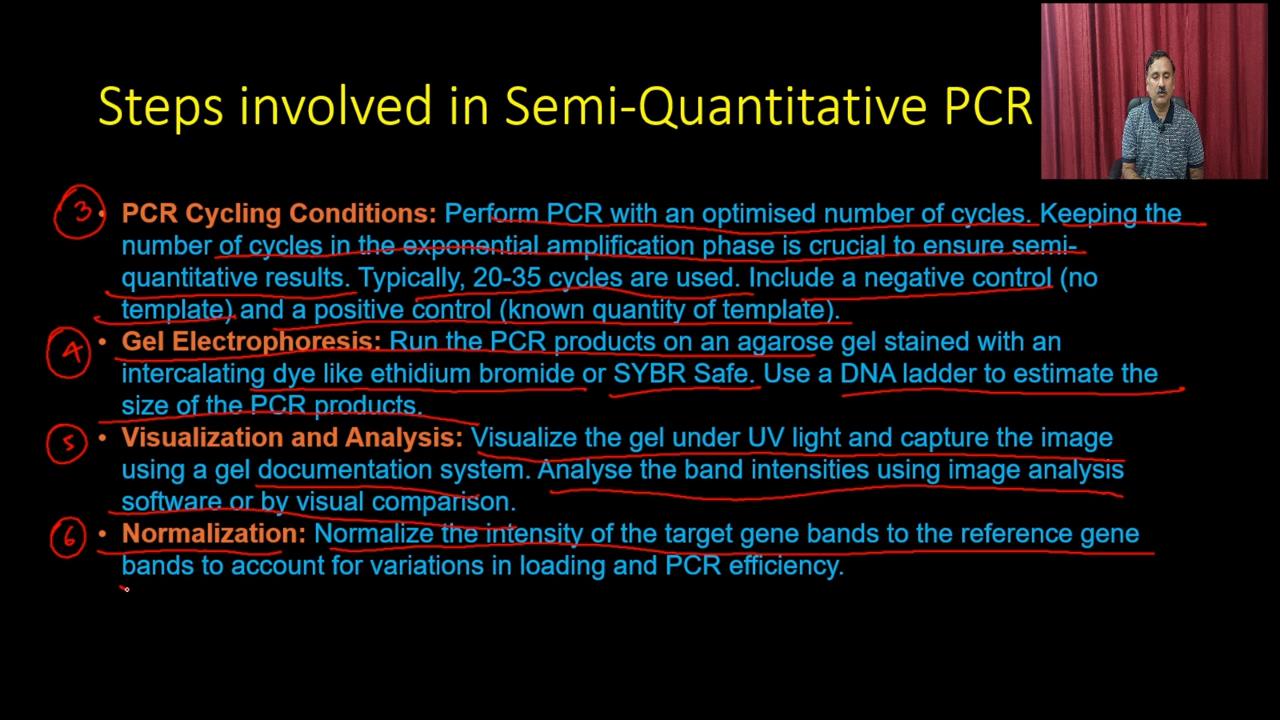 Steps involved in Semi-Quantitative PCR
3 • PCR Cycling Conditions: Perform PCR with an optimised number of cycles. Keeping the
number of cycles in the exponential amplification phase is crucial to ensure semi-
quantitative results. Typically, 20-35 cycles are used. Include a negative control (no
template) and a positive control (known quantity of template).
4 • Gel Electrophoresis: Run the PCR products on an agarose gel stained with an
intercalating dye like ethidium bromide or SYBR Safe. Use a DNA ladder to estimate the
size of the PCR products.
5 • Visualization and Analysis: Visualize the gel under UV light and capture the image
using a gel documentation system. Analyse the band intensities using image analysis
software or by visual comparison.
6 • Normalization: Normalize the intensity of the target gene bands to the reference gene
bands to account for variations in loading and PCR efficiency.